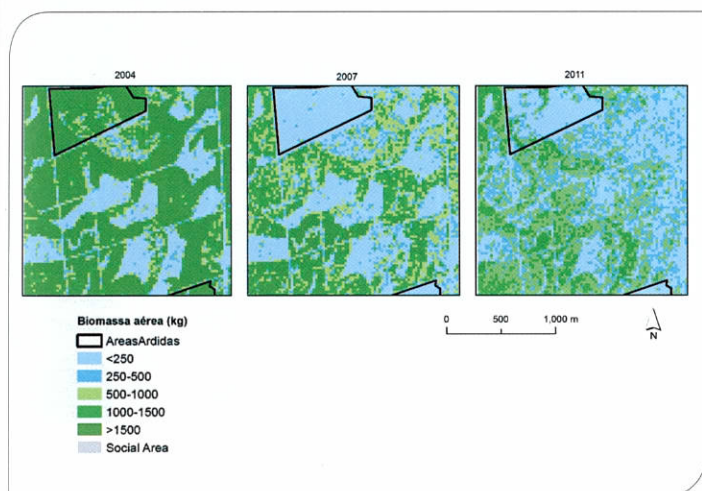 2004
2007
2011
Biomassa aérea (kg)
AreasArdidas
<250
250-500
500-1000
1000-1500
>1500
Social Area
0 500 1,000 m
N